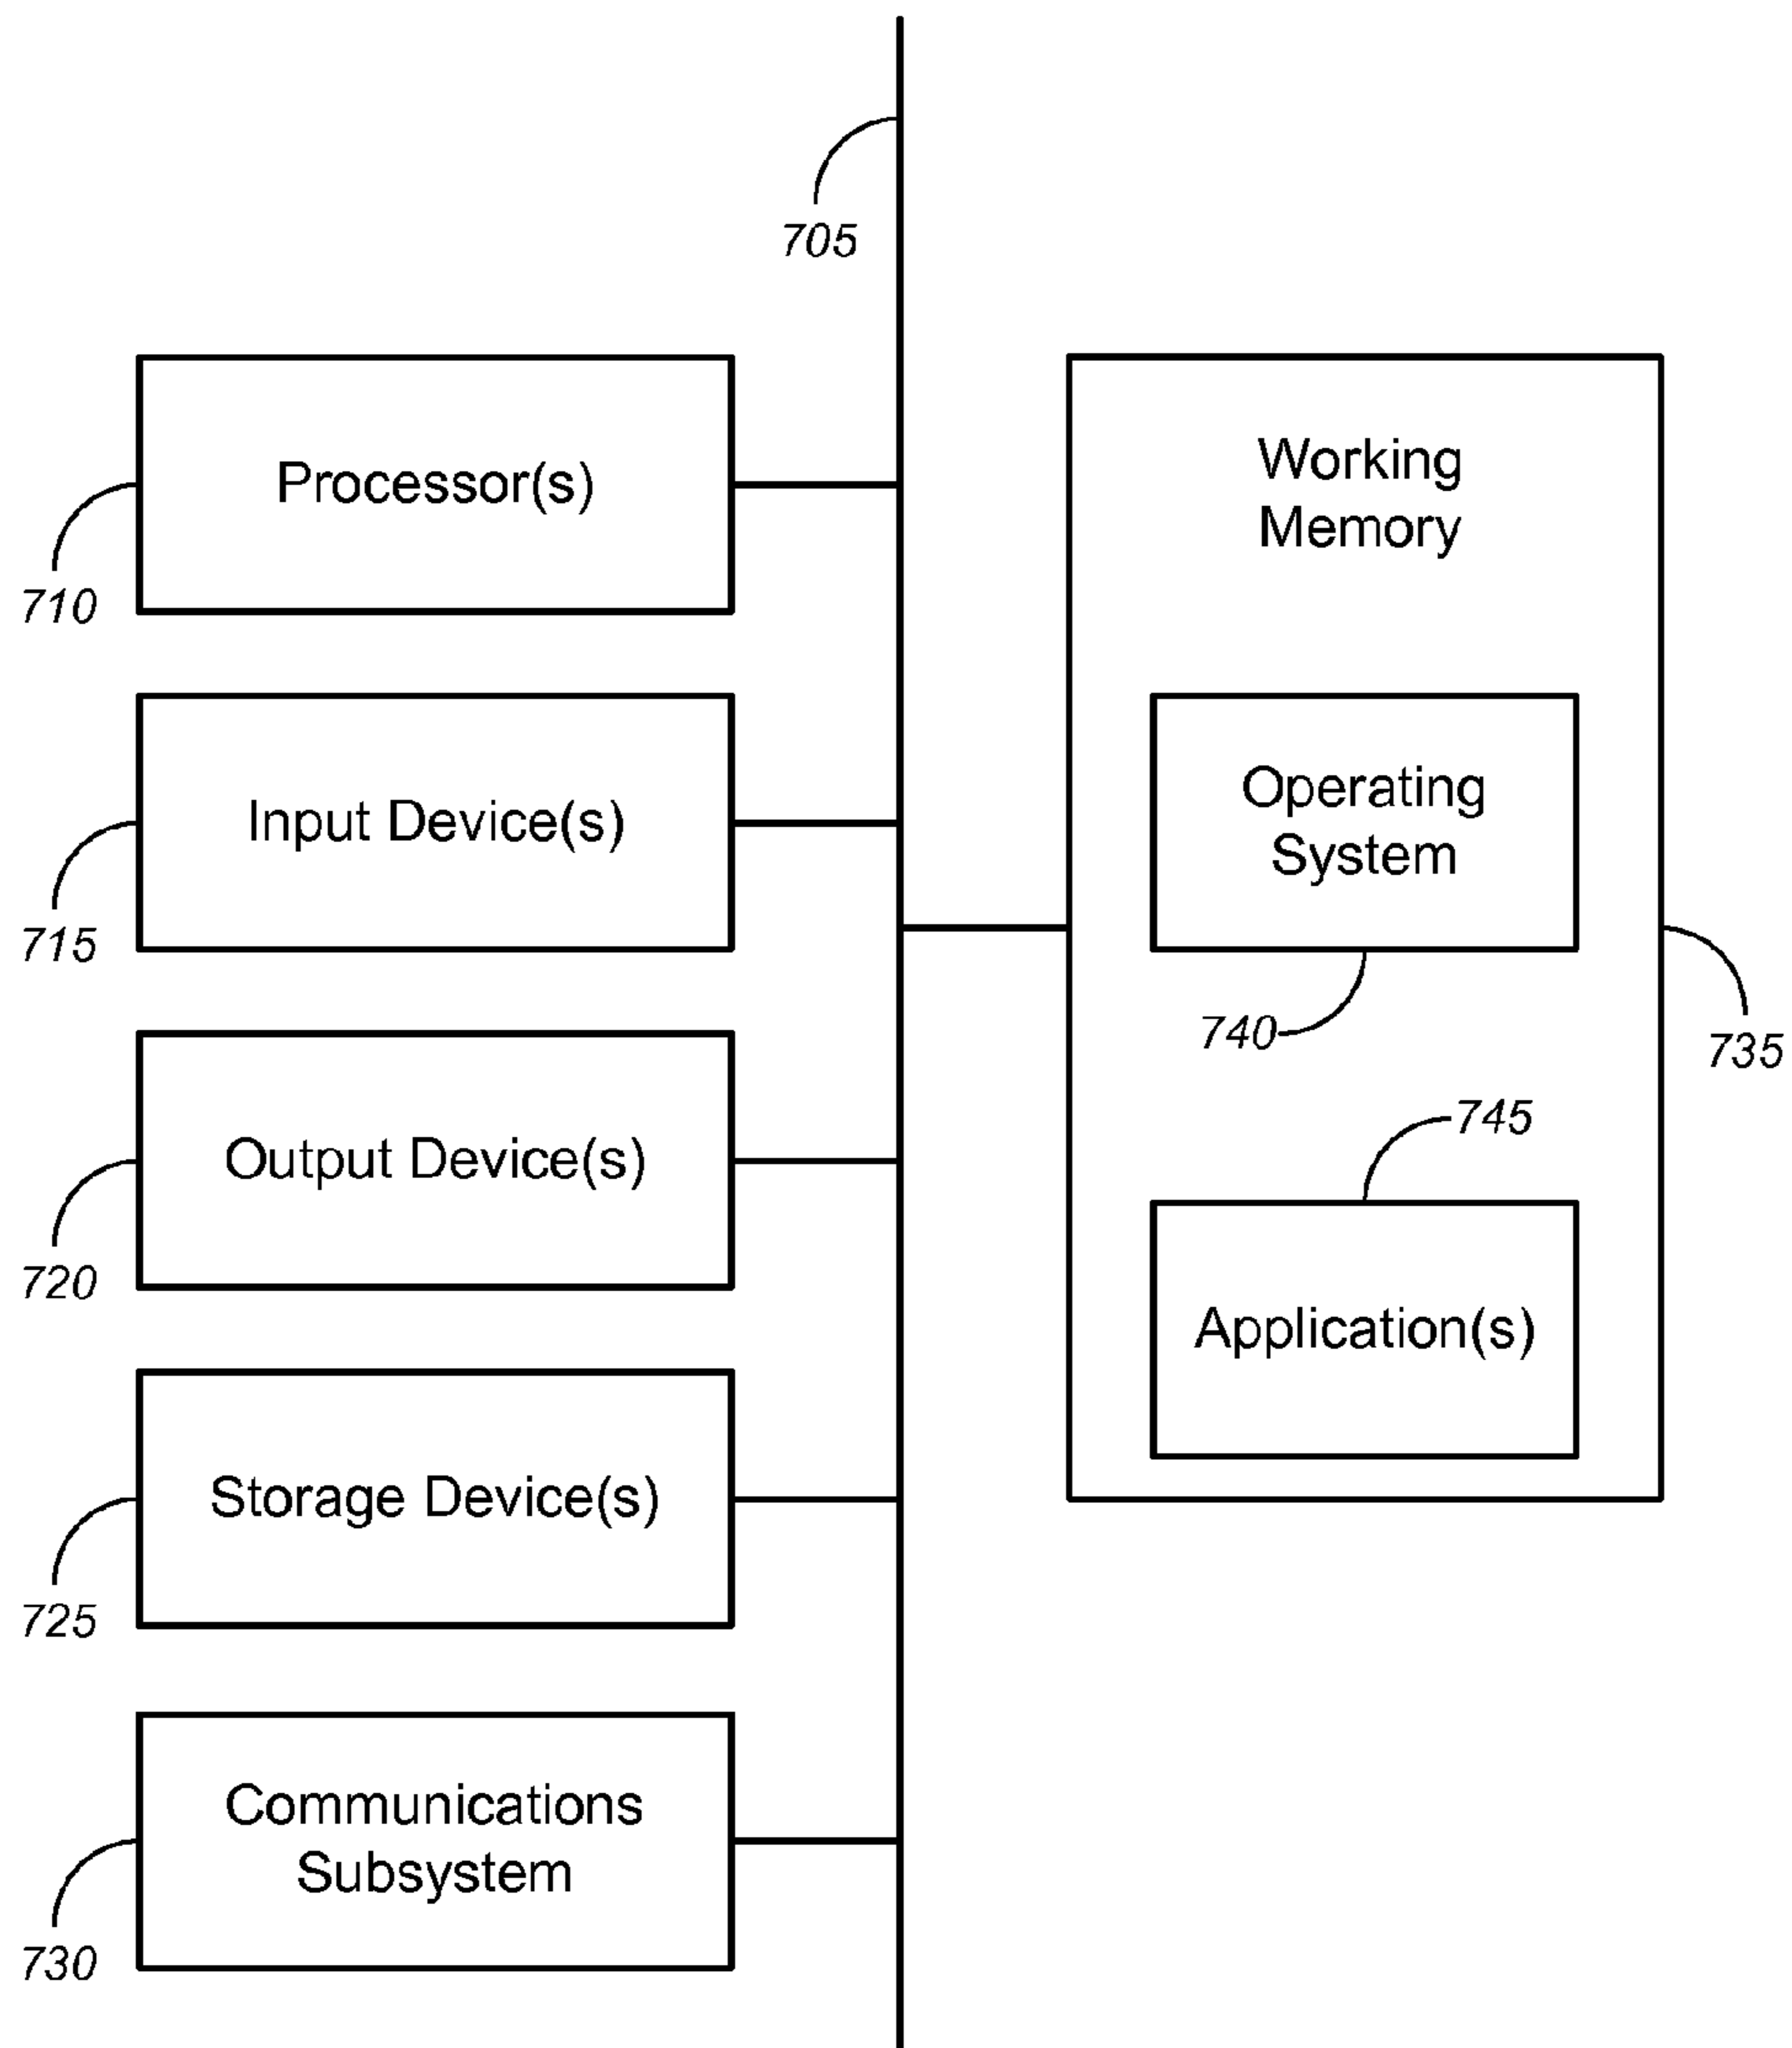 705
Processor(s)
710
Input Device(s)
715
Output Device(s)
720
Storage Device(s)
725
Communications
Subsystem
730
Working
Memory
Operating
System
740
735
745
Application(s)